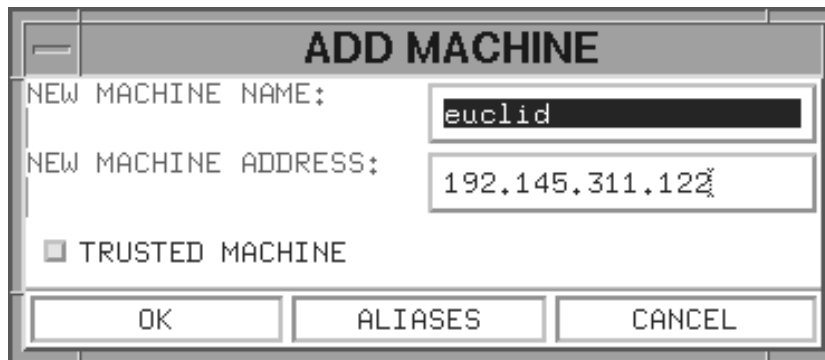 ADD MACHINE
NEW MACHINE NAME:
euclid
NEW MACHINE ADDRESS:
192.145.311.122
TRUSTED MACHINE
OK ALIASES CANCEL